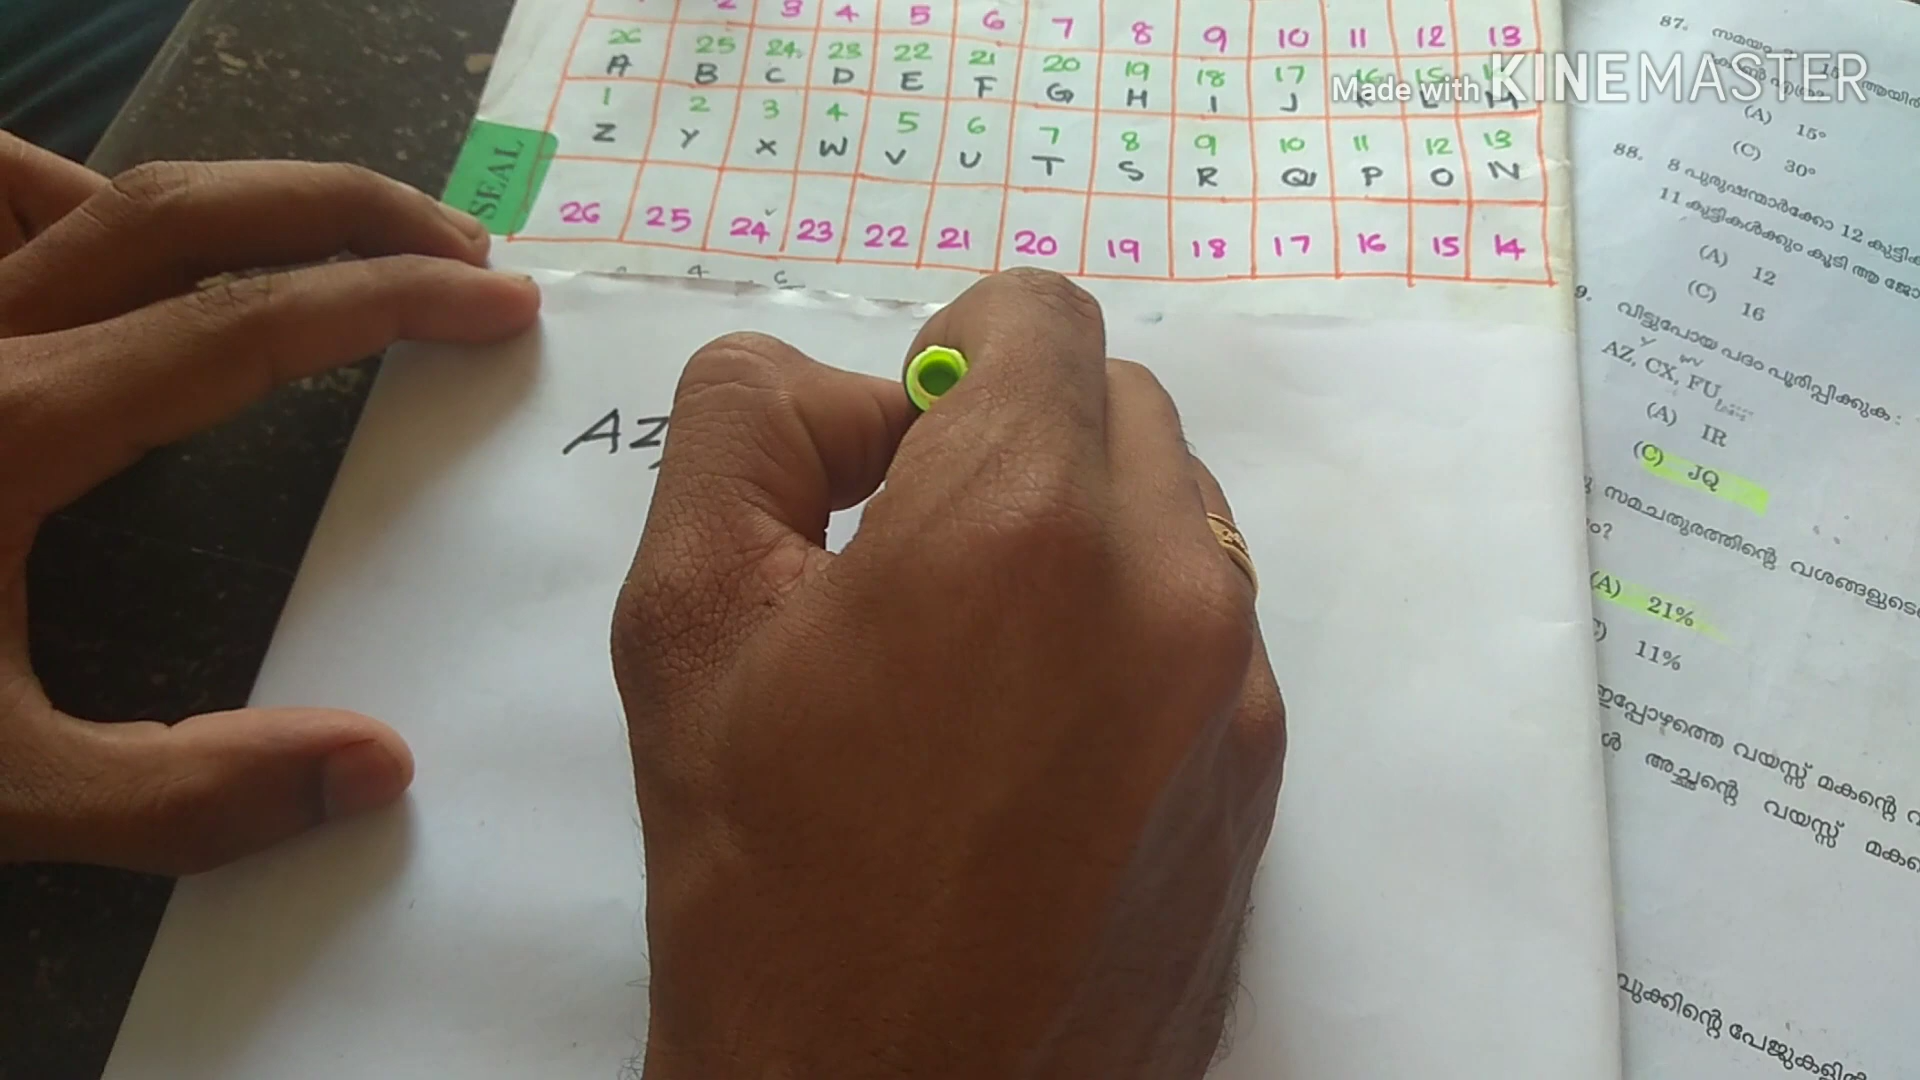 2 3 4 5 6 7 8 9 10 11 12 13
26 25 24 23 22 21 20 19 18 17
A B C D E F G H I J
1 2 3 4 5 6 7 8 9 10 11 12 13
Z Y X W V U T S R Q P O N
26 25 24 23 22 21 20 19 18 17 16 15 14
SEAL
4 6
AZ,
Made with KINEMASTER
87. സമയം
(A) 15°
(C) 30°
88. 8 പുരുഷന്മാർക്കോ 12
11 കുട്ടികൾക്കും കൂടി ആ
(A) 12
(C) 16
9. വിട്ടുപോയ പദം പൂരിപ്പിക്കുക :
AZ, CX, FU,
(A) IR
(C) JQ
സമചതുരത്തിന്റെ വശങ്ങളുടെ
(A) 21%
11%
ഇപ്പോഴത്തെ വയസ്സ് മകന്റെ
അച്ഛന്റെ വയസ്സ്